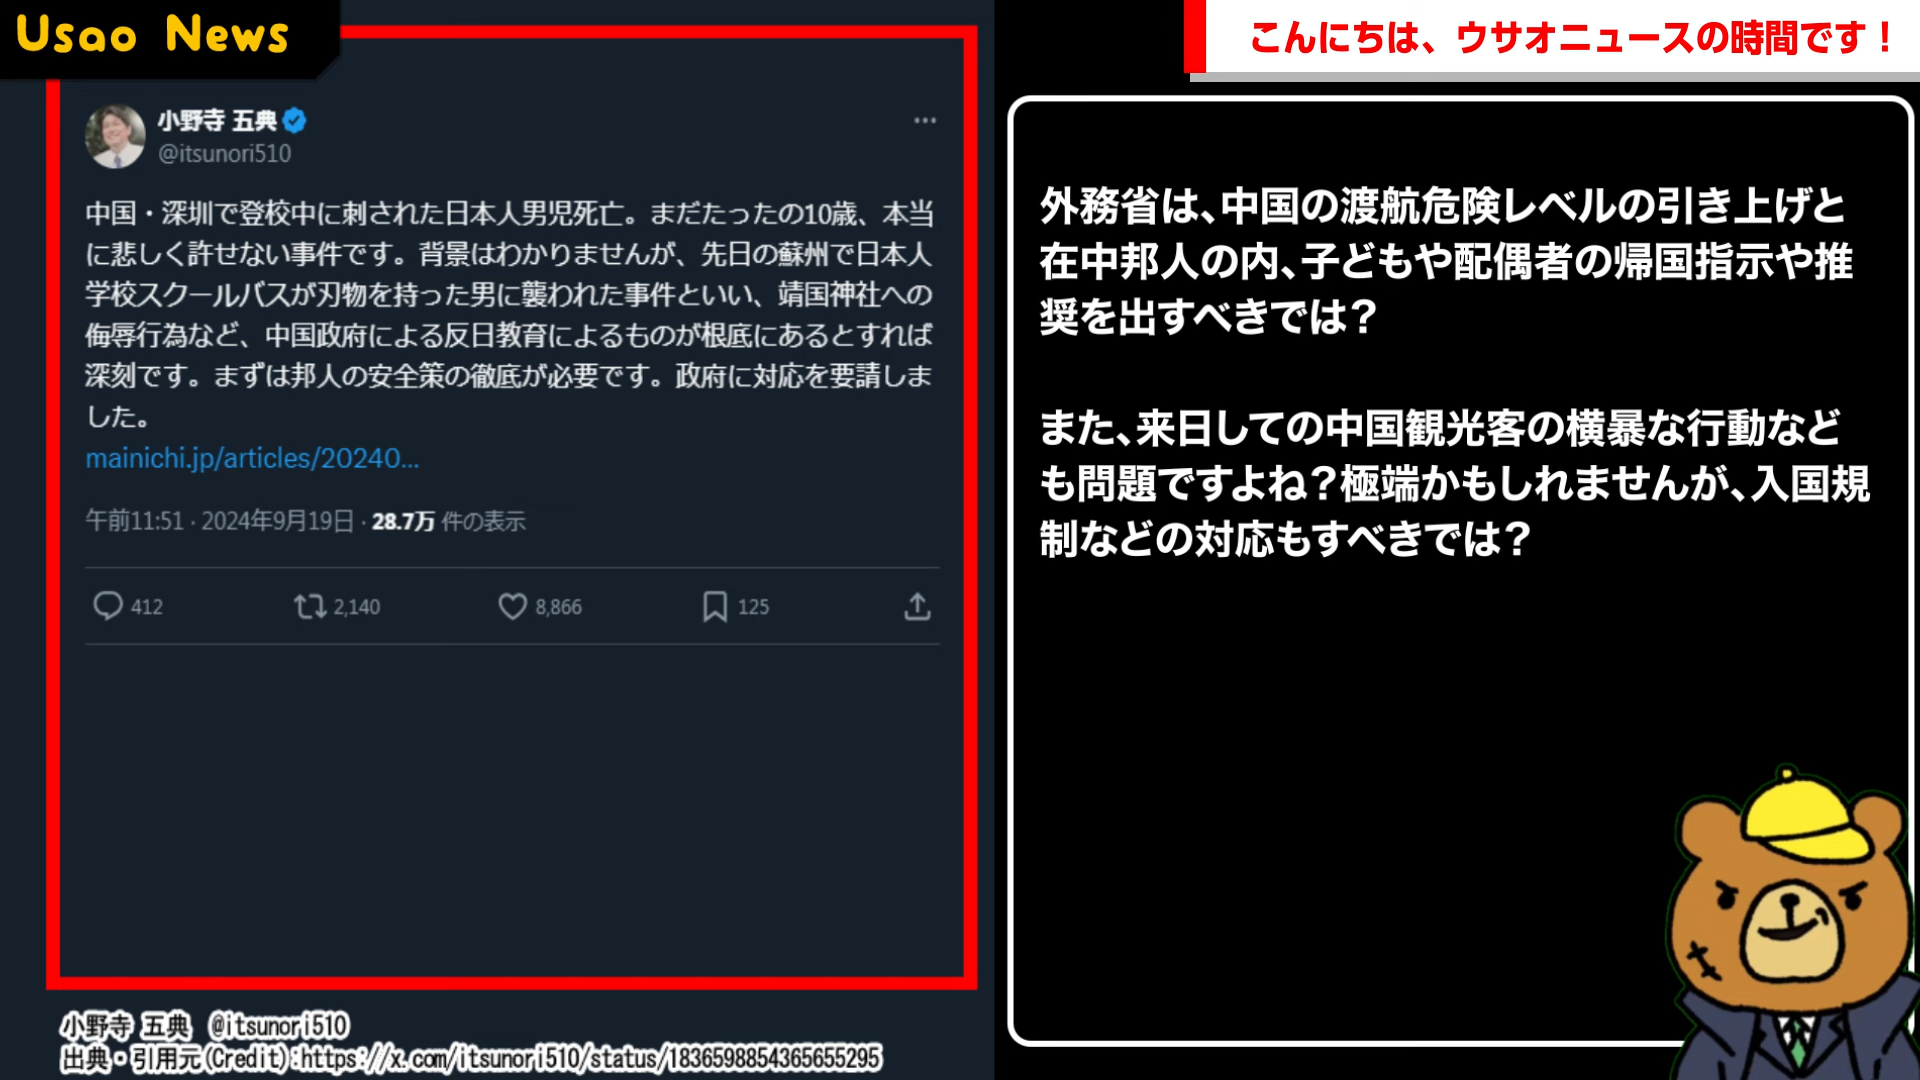 Usao News
こんにちは、ウサオニュースの時間です！
小野寺 五典
@itsunori510
中国・深圳で登校中に刺された日本人男児死亡。まだたったの10歳、本当
に悲しく許せない事件です。背景はわかりませんが、先日の蘇州で日本人
学校スクールバスが刃物を持った男に襲われた事件といい、靖国神社への
侮辱行為など、中国政府による反日教育によるものが根底にあるとすれば
深刻です。まずは邦人の安全策の徹底が必要です。政府に対応を要請しま
した。
mainichi.jp/articles/20240...
午前11:51 · 2024年9月19日 · 28.7万 件の表示
412 2,140 8,866 125
小野寺 五典 @itsunori510
出典・引用元(Credit):https://x.com/itsunori510/status/1836598854365655295
外務省は、中国の渡航危険レベルの引き上げと
在中邦人の内、子どもや配偶者の帰国指示や推
奨を出すべきでは？
また、来日しての中国観光客の横暴な行動など
も問題ですよね？極端かもしれませんが、入国規
制などの対応もすべきでは？